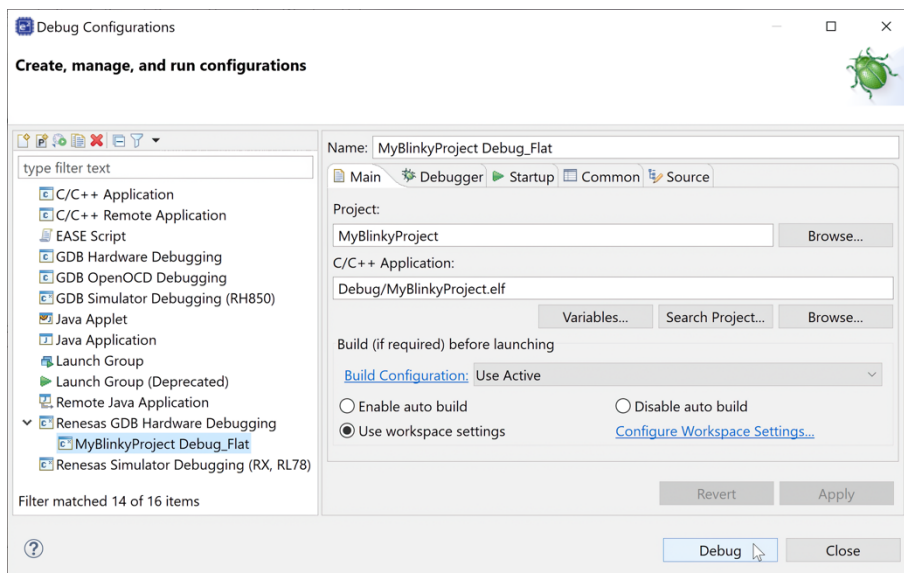 Debug Configurations
Create, manage, and run configurations
type filter text
C/C++ Application
C/C++ Remote Application
EASE Script
GDB Hardware Debugging
GDB OpenOCD Debugging
GDB Simulator Debugging (RH850)
Java Applet
Java Application
Launch Group
Launch Group (Deprecated)
Remote Java Application
Renesas GDB Hardware Debugging
MyBlinkyProject Debug_Flat
Renesas Simulator Debugging (RX, RL78)
Filter matched 14 of 16 items
Name: MyBlinkyProject Debug_Flat
Main Debugger Startup Common Source
Project:
MyBlinkyProject Browse...
C/C++ Application:
Debug/MyBlinkyProject.elf
Variables... Search Project... Browse...
Build (if required) before launching
Build Configuration: Use Active
Enable auto build Disable auto build
Use workspace settings Configure Workspace Settings...
Revert Apply
Debug Close